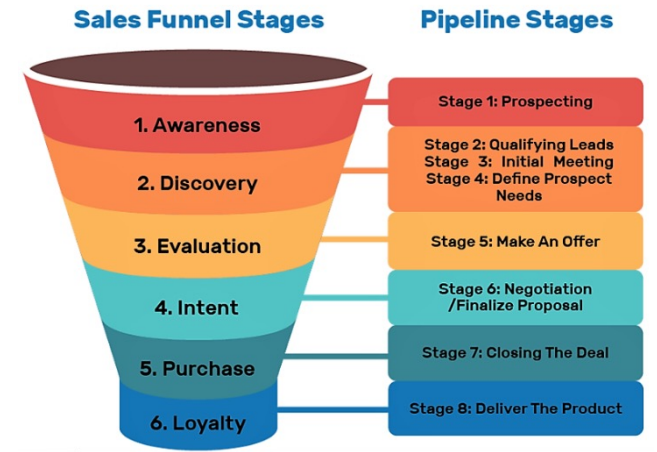 Sales Funnel Stages
Pipeline Stages
1. Awareness
Stage 1: Prospecting
2. Discovery
Stage 2: Qualifying Leads
Stage 3: Initial Meeting
Stage 4: Define Prospect
Needs
3. Evaluation
Stage 5: Make An Offer
4. Intent
Stage 6: Negotiation
/Finalize Proposal
5. Purchase
Stage 7: Closing The Deal
6. Loyalty
Stage 8: Deliver The Product